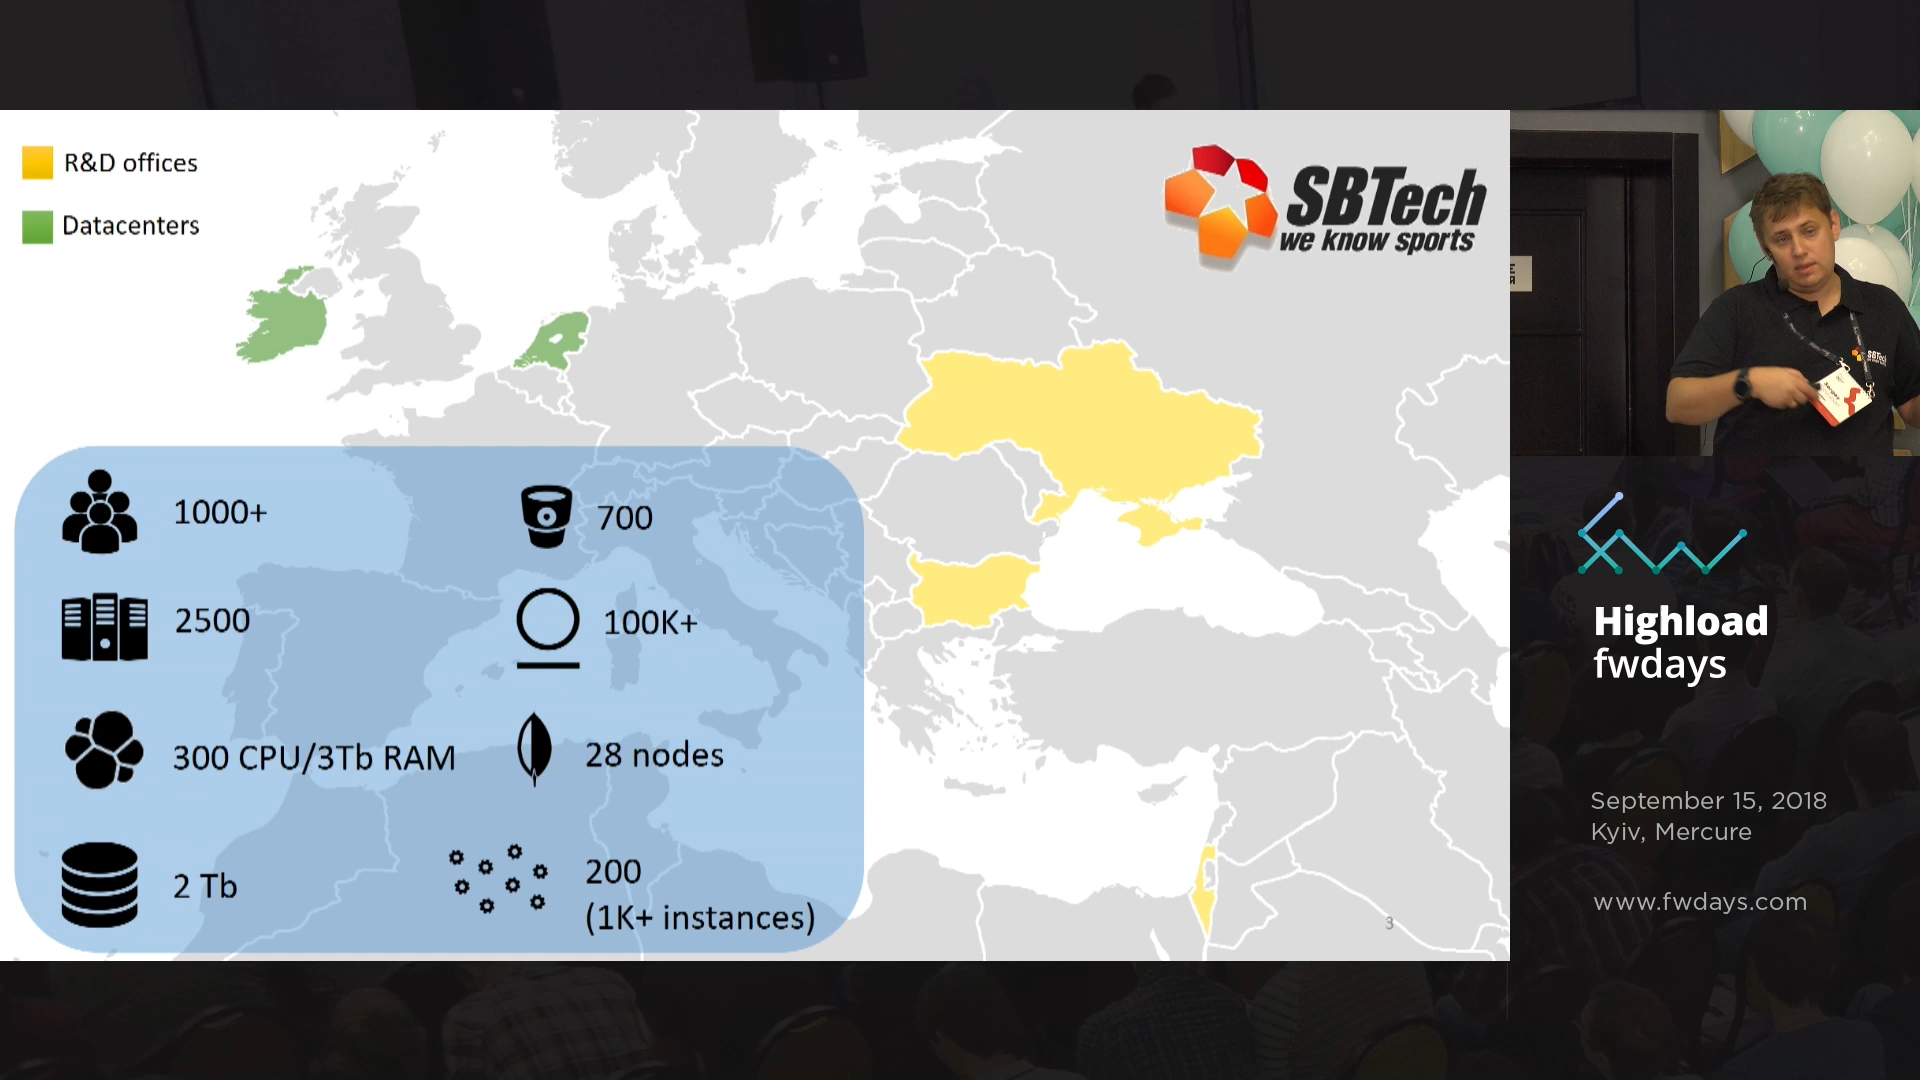 R&D offices
Datacenters
SBTech
we know sports
1000+
700
2500
100K+
300 CPU/3Tb RAM
28 nodes
2 Tb
200
(1K+ instances)
3
SBTech
Highload
fwdays
September 15, 2018
Kyiv, Mercure
www.fwdays.com